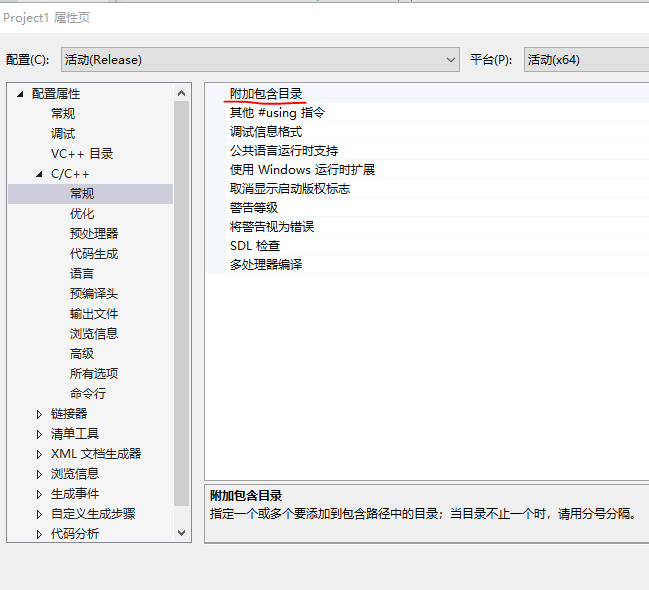 Project1 属性页
配置(C): 活动(Release) 平台(P): 活动(x64)
配置属性
常规
调试
VC++ 目录
C/C++
常规
优化
预处理器
代码生成
语言
预编译头
输出文件
浏览信息
高级
所有选项
命令行
链接器
清单工具
XML 文档生成器
浏览信息
生成事件
自定义生成步骤
代码分析
附加包含目录
其他 #using 指令
调试信息格式
公共语言运行时支持
使用 Windows 运行时扩展
取消显示启动版权标志
警告等级
将警告视为错误
SDL 检查
多处理器编译
附加包含目录
指定一个或多个要添加到包含路径中的目录；当目录不止一个时，请用分号分隔。